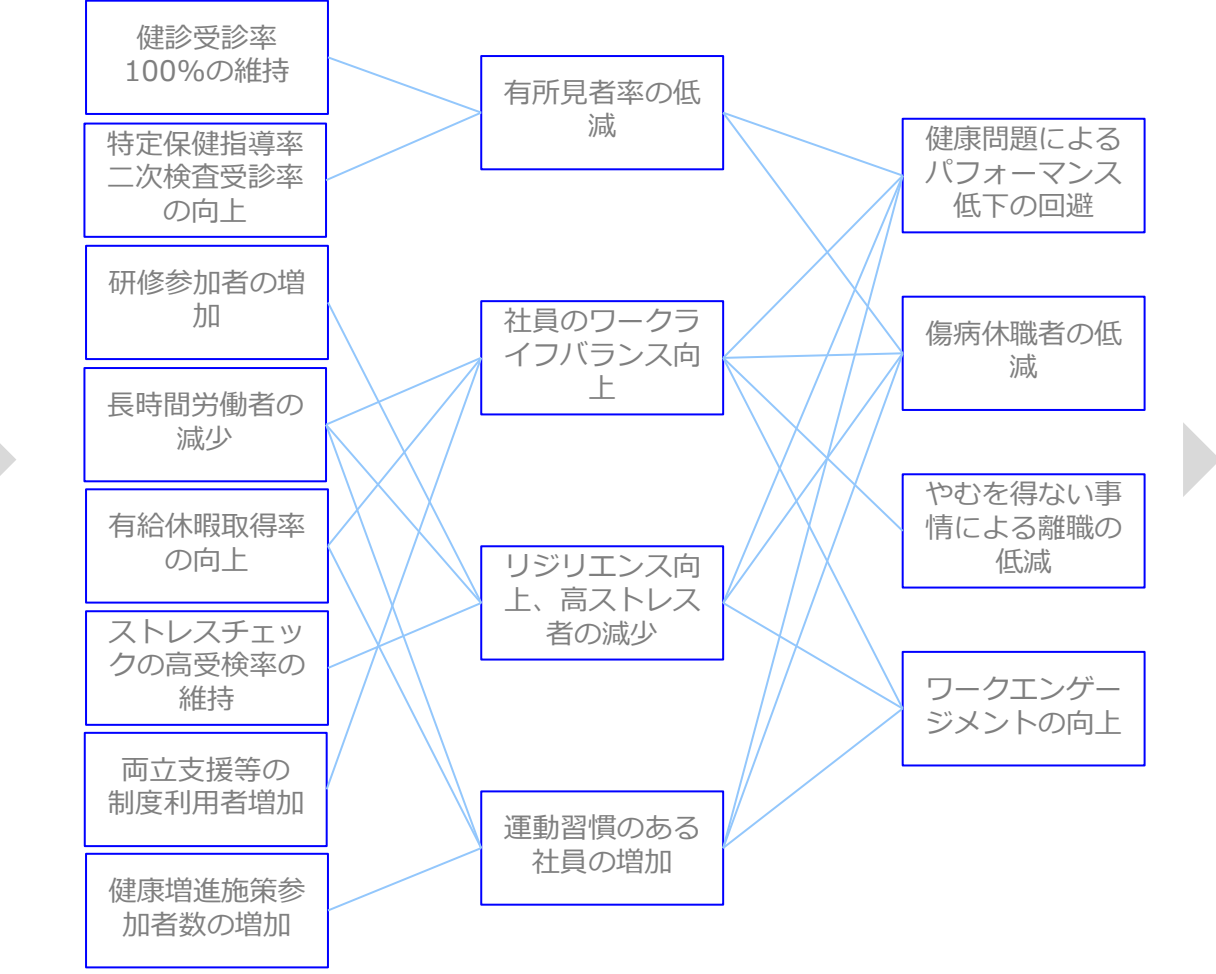 健診受診率
100%の維持
特定保健指導率
二次検査受診率
の向上
研修参加者の増
加
長時間労働者の
減少
有給休暇取得率
の向上
ストレスチェッ
クの高受検率の
維持
両立支援等の
制度利用者増加
健康増進施策参
加者数の増加
有所見者率の低
減
社員のワークラ
イフバランス向
上
リジリエンス向
上、高ストレス
者の減少
運動習慣のある
社員の増加
健康問題による
パフォーマンス
低下の回避
傷病休職者の低
減
やむを得ない事
情による離職の
低減
ワークエンゲー
ジメントの向上